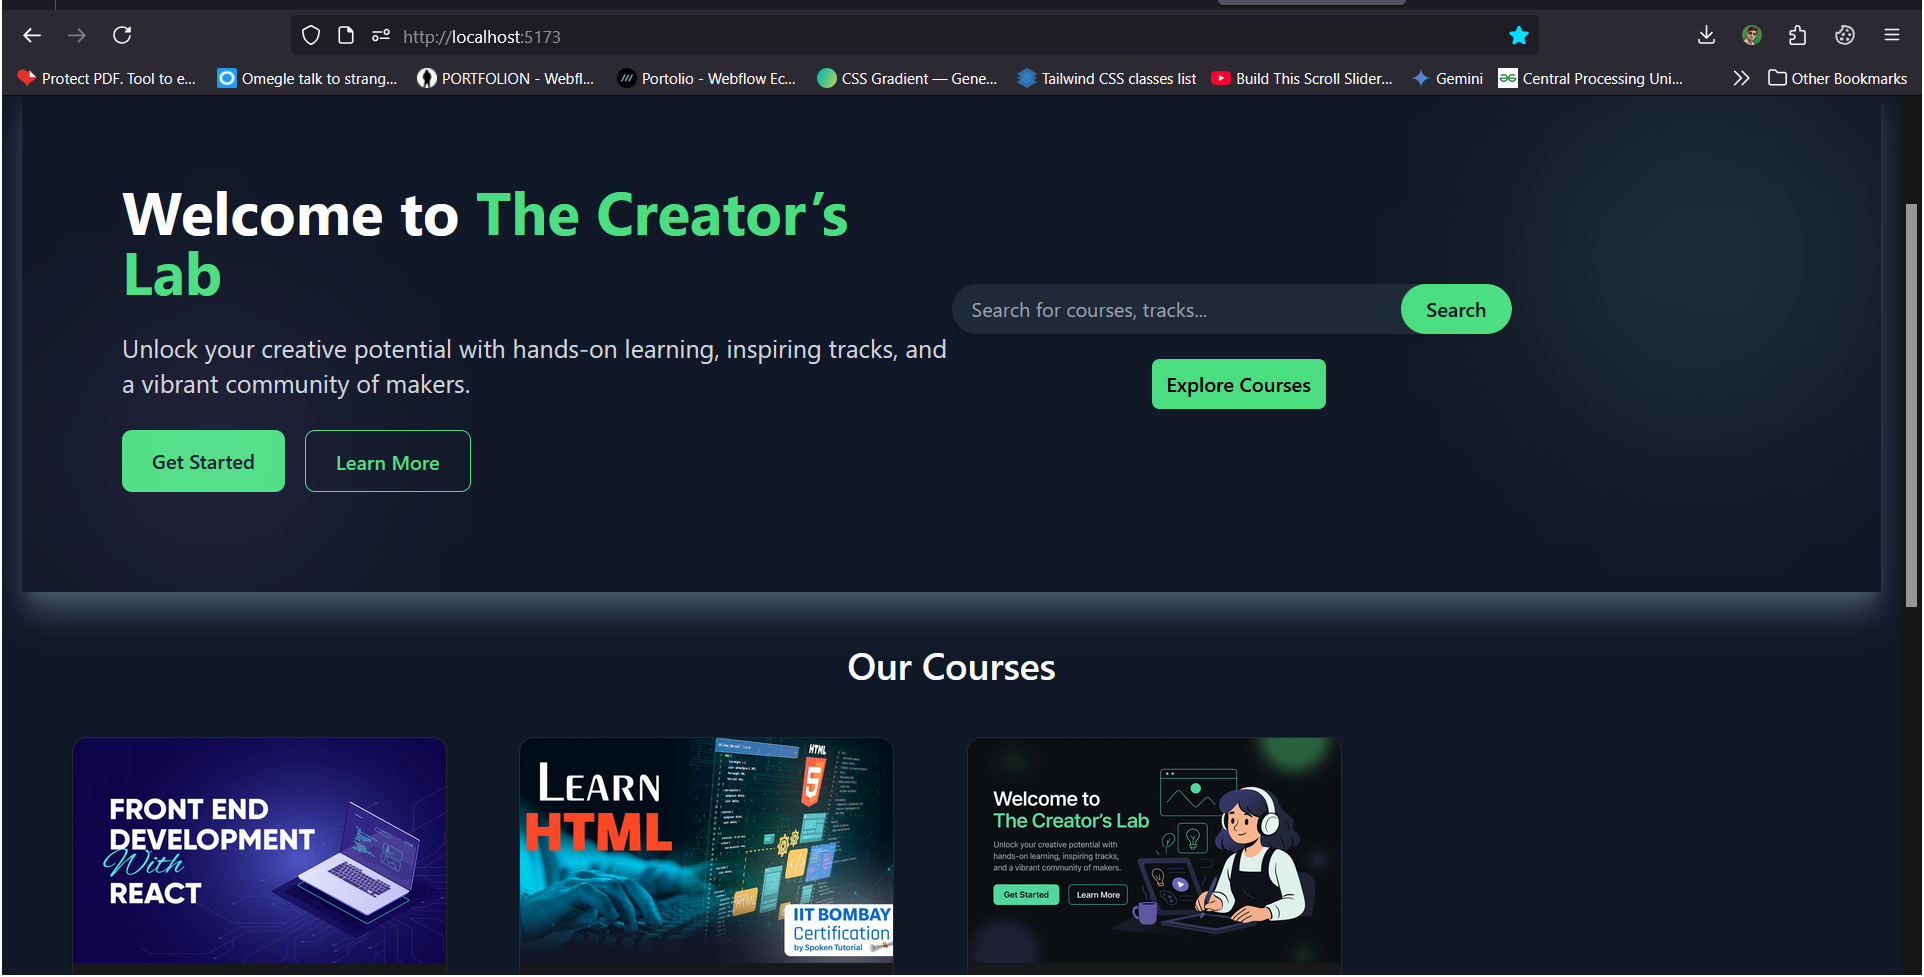 http://localhost:5173
Protect PDF. Tool to e...
Omegle talk to strang...
PORTFOLION - Webfl...
Portolio - Webflow Ec...
CSS Gradient — Gene...
Tailwind CSS classes list
Build This Scroll Slider...
Gemini
Central Processing Uni...
Other Bookmarks
Welcome to The Creator’s
Lab
Unlock your creative potential with hands-on learning, inspiring tracks, and
a vibrant community of makers.
Get Started
Learn More
Search for courses, tracks...
Search
Explore Courses
Our Courses
FRONT END
DEVELOPMENT
With
REACT
LEARN
HTML
HTML
5
IIT BOMBAY
Certification
by Spoken Tutorial
Welcome to
The Creator’s Lab
Unlock your creative potential with
hands-on learning, inspiring tracks,
and a vibrant community of makers.
Get Started
Learn More